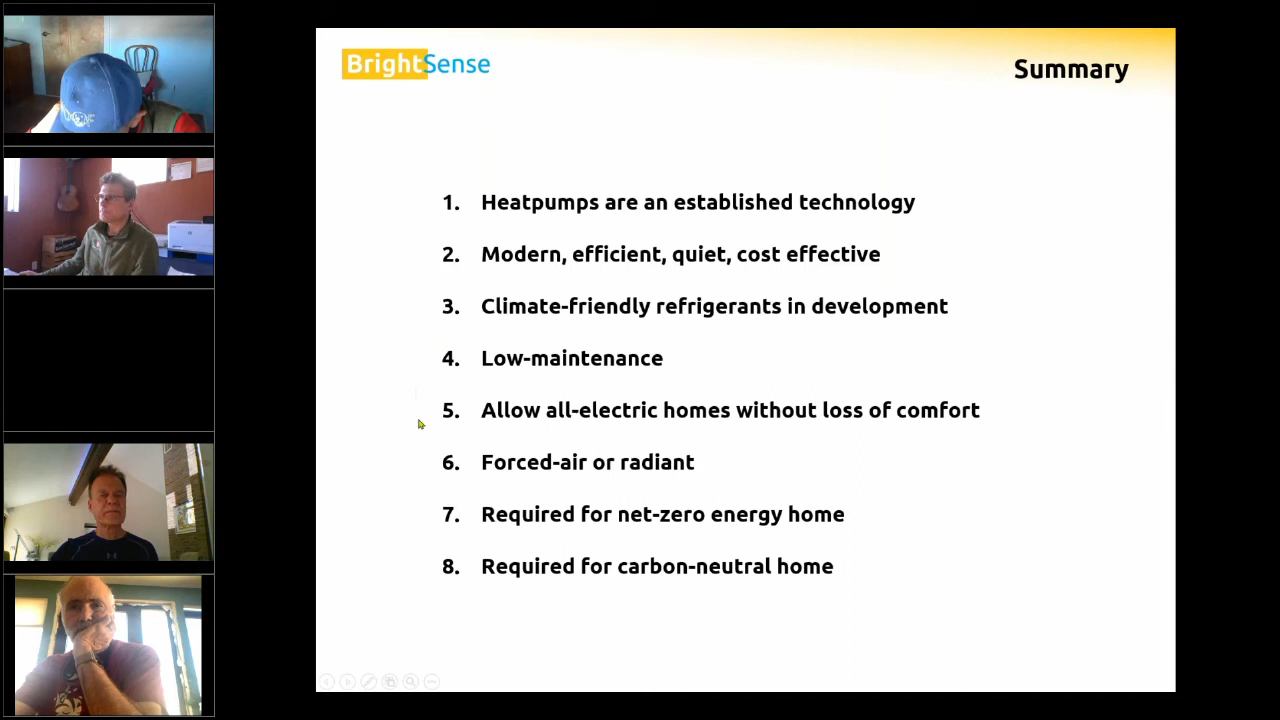 BrightSense
Summary
1. Heatpumps are an established technology
2. Modern, efficient, quiet, cost effective
3. Climate-friendly refrigerants in development
4. Low-maintenance
5. Allow all-electric homes without loss of comfort
6. Forced-air or radiant
7. Required for net-zero energy home
8. Required for carbon-neutral home